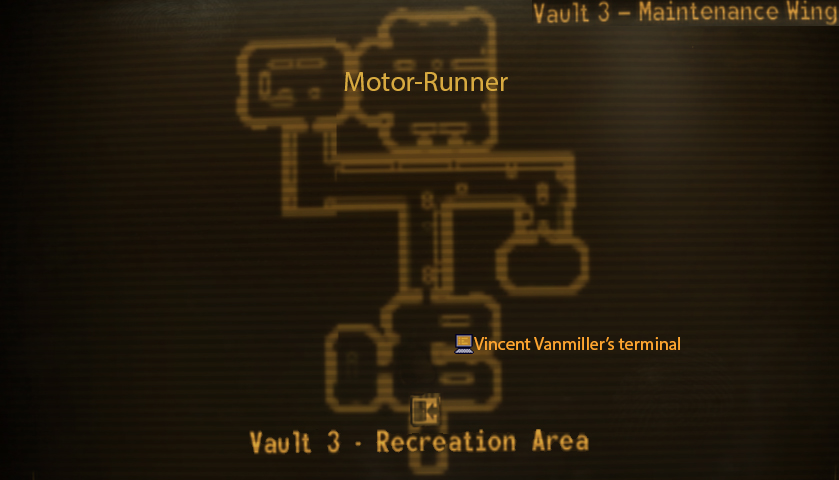 Vault 3 – Maintenance Wing
Motor-Runner
Vincent Vanmiller's terminal
Vault 3 - Recreation Area